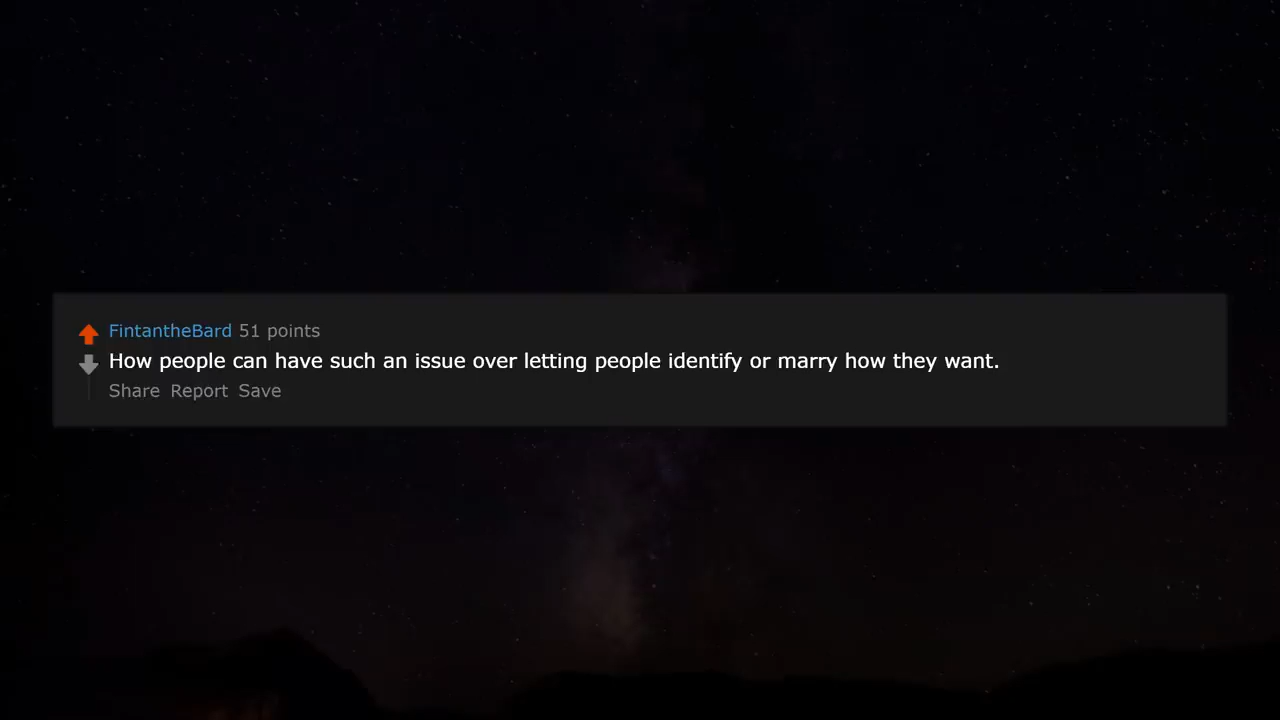 FintantheBard 51 points
How people can have such an issue over letting people identify or marry how they want.
Share Report Save